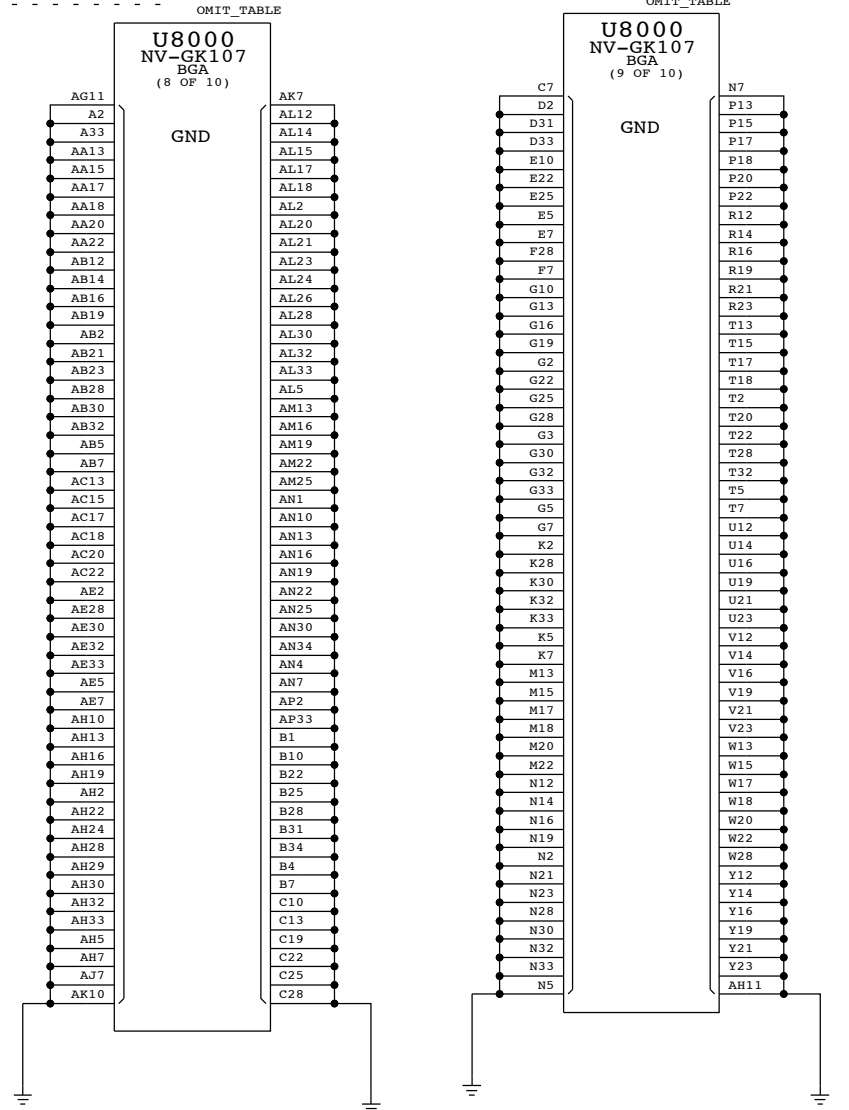 OMIT_TABLE
U8000
NV-GK107
BGA
(8 OF 10)
GND
AG11
A2
A33
AA13
AA15
AA17
AA18
AA20
AA22
AB12
AB14
AB16
AB19
AB2
AB21
AB23
AB28
AB30
AB32
AB5
AB7
AC13
AC15
AC17
AC18
AC20
AC22
AE2
AE28
AE30
AE32
AE33
AE5
AE7
AH10
AH13
AH16
AH19
AH2
AH22
AH24
AH28
AH29
AH30
AH32
AH33
AH5
AH7
AJ7
AK10
AK7
AL12
AL14
AL15
AL17
AL18
AL2
AL20
AL21
AL23
AL24
AL26
AL28
AL30
AL32
AL33
AL5
AM13
AM16
AM19
AM22
AM25
AN1
AN10
AN13
AN16
AN19
AN22
AN25
AN30
AN34
AN4
AN7
AP2
AP33
B1
B10
B22
B25
B28
B31
B34
B4
B7
C10
C13
C19
C22
C25
C28
OMIT_TABLE
U8000
NV-GK107
BGA
(9 OF 10)
GND
C7
D2
D31
D33
E10
E22
E25
E5
E7
F28
F7
G10
G13
G16
G19
G2
G22
G25
G28
G3
G30
G32
G33
G5
G7
K2
K28
K30
K32
K33
K5
K7
M13
M15
M17
M18
M20
M22
N12
N14
N16
N19
N2
N21
N23
N28
N30
N32
N33
N5
N7
P13
P15
P17
P18
P20
P22
R12
R14
R16
R19
R21
R23
T13
T15
T17
T18
T2
T20
T22
T28
T32
T5
T7
U12
U14
U16
U19
U21
U23
V12
V14
V16
V19
V21
V23
W13
W15
W17
W18
W20
W22
W28
Y12
Y14
Y16
Y19
Y21
Y23
AH11